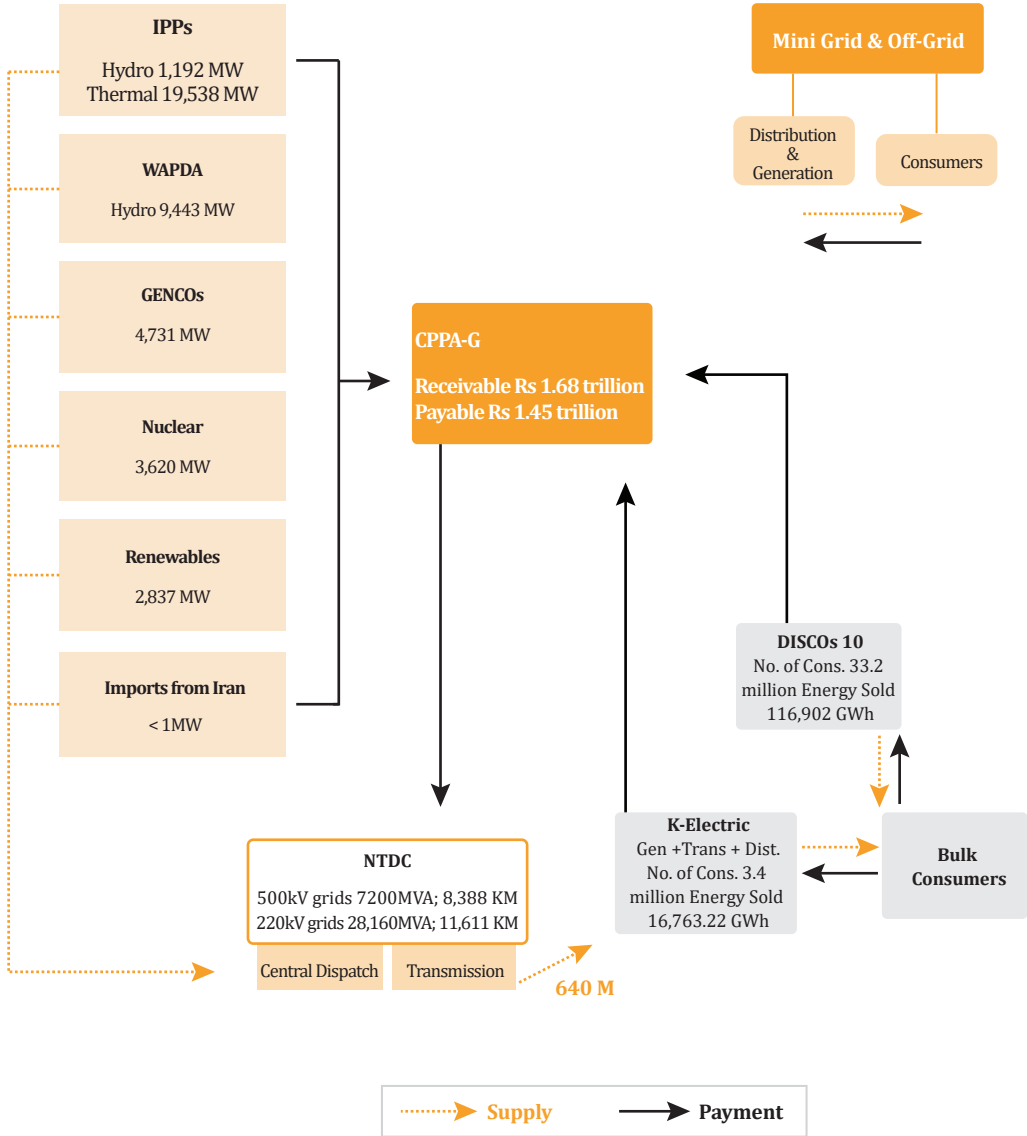 IPPs
Hydro 1,192 MW
Thermal 19,538 MW
WAPDA
Hydro 9,443 MW
GENCOs
4,731 MW
Nuclear
3,620 MW
Renewables
2,837 MW
Imports from Iran
< 1MW
Mini Grid & Off-Grid
Distribution
&
Generation
Consumers
CPPA-G
Receivable Rs 1.68 trillion
Payable Rs 1.45 trillion
DISCOs 10
No. of Cons. 33.2
million Energy Sold
116,902 GWh
K-Electric
Gen +Trans + Dist.
No. of Cons. 3.4
million Energy Sold
16,763.22 GWh
Bulk
Consumers
NTDC
500kV grids 7200MVA; 8,388 KM
220kV grids 28,160MVA; 11,611 KM
Central Dispatch
Transmission
640 M
Supply
Payment